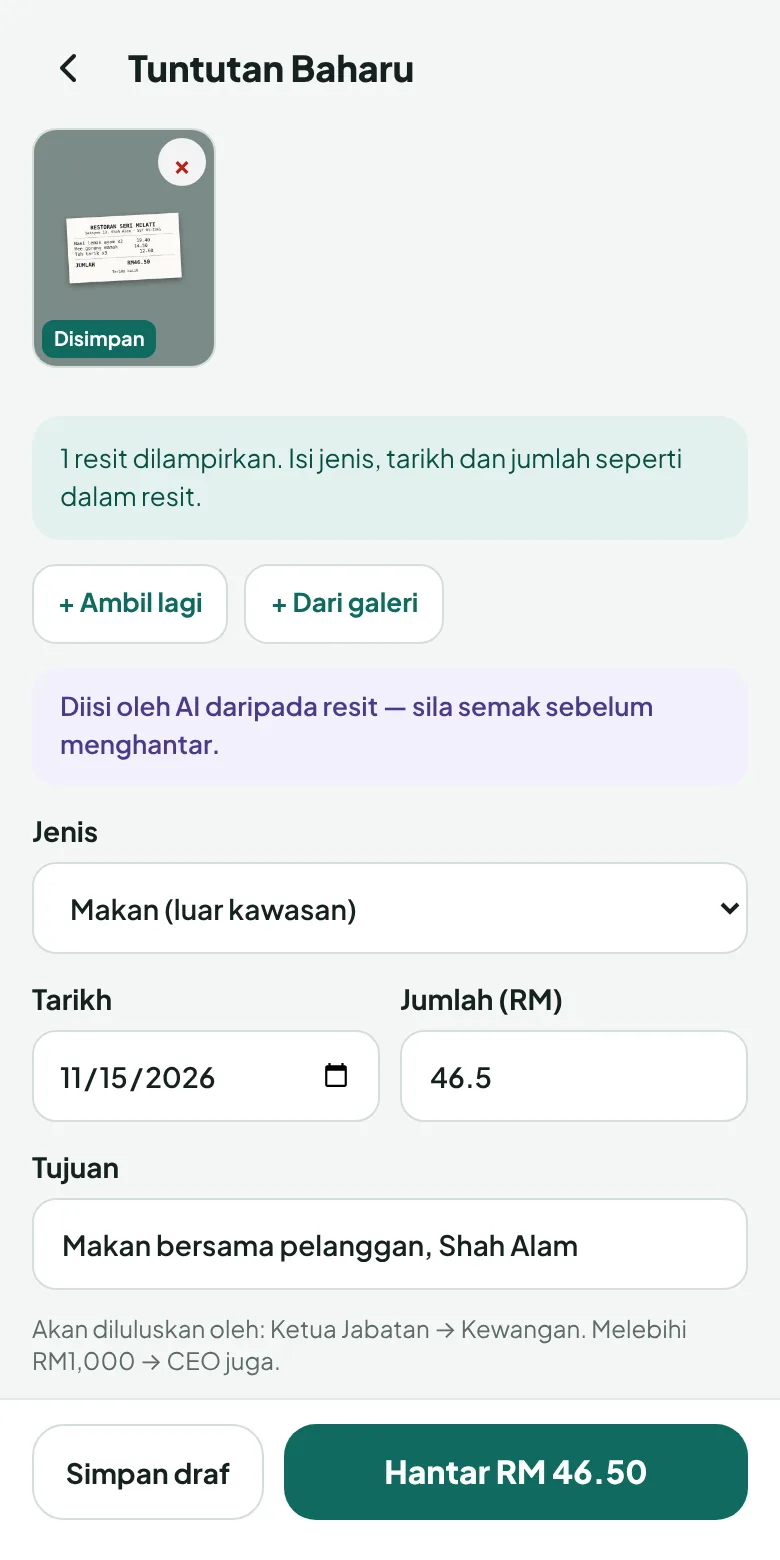 Tuntutan Baharu
×
RESTORAN SERI MELATI
JUMLAH RM46.50
Disimpan
1 resit dilampirkan. Isi jenis, tarikh dan jumlah seperti
dalam resit.
+ Ambil lagi
+ Dari galeri
Diisi oleh AI daripada resit — sila semak sebelum
menghantar.
Jenis
Makan (luar kawasan)
Tarikh
Jumlah (RM)
11/15/2026
46.5
Tujuan
Makan bersama pelanggan, Shah Alam
Akan diluluskan oleh: Ketua Jabatan → Kewangan. Melebihi
RM1,000 → CEO juga.
Simpan draf
Hantar RM 46.50